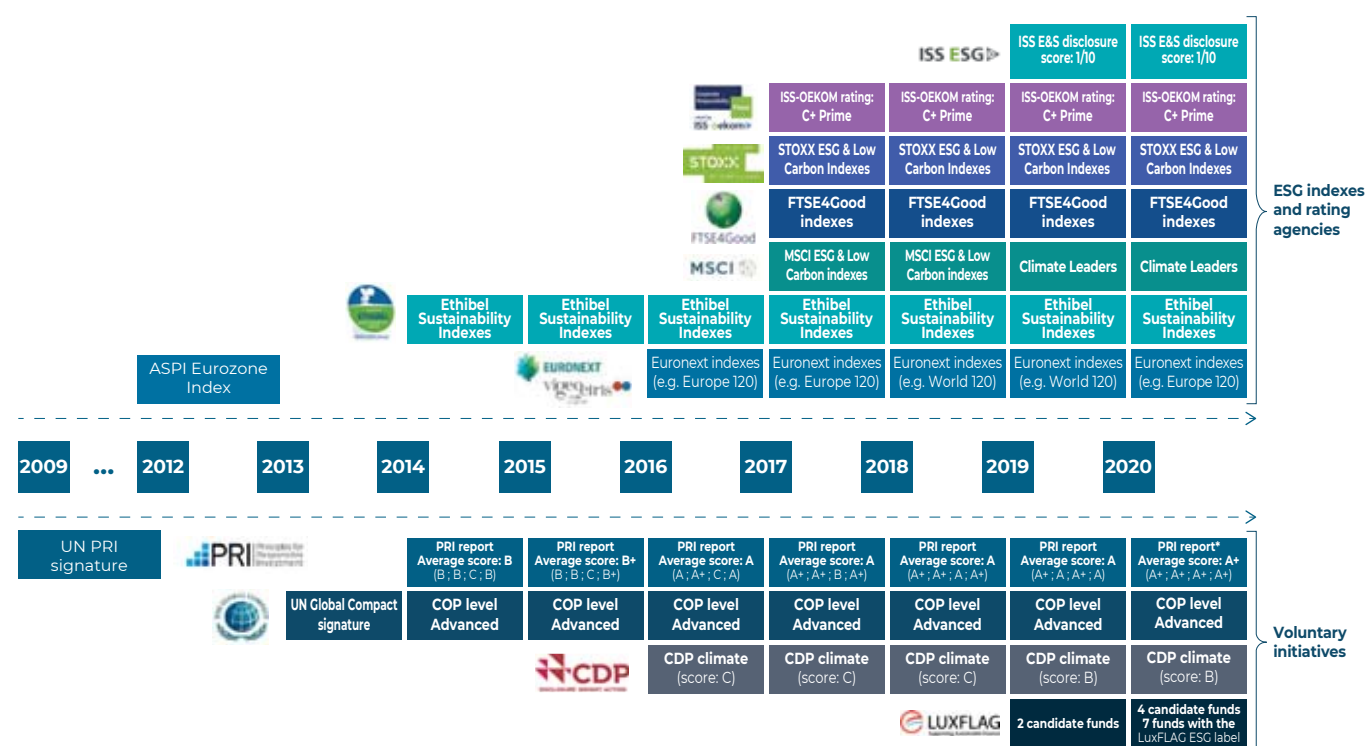 ISS ESG
ISS E&S disclosure
score: 1/10
ISS E&S disclosure
score: 1/10
ISS-OEKOM rating:
C+ Prime
ISS-OEKOM rating:
C+ Prime
ISS-OEKOM rating:
C+ Prime
ISS-OEKOM rating:
C+ Prime
STOXX
STOXX ESG & Low
Carbon Indexes
STOXX ESG & Low
Carbon Indexes
STOXX ESG & Low
Carbon Indexes
STOXX ESG & Low
Carbon Indexes
FTSE4Good
FTSE4Good
indexes
FTSE4Good
indexes
FTSE4Good
indexes
FTSE4Good
indexes
ESG indexes
and rating
agencies
MSCI
MSCI ESG & Low
Carbon indexes
MSCI ESG & Low
Carbon indexes
Climate Leaders
Climate Leaders
Ethibel
Sustainability
Indexes
Ethibel
Sustainability
Indexes
Ethibel
Sustainability
Indexes
Ethibel
Sustainability
Indexes
Ethibel
Sustainability
Indexes
Ethibel
Sustainability
Indexes
Ethibel
Sustainability
Indexes
ASPI Eurozone
Index
EURONEXT
vigeo eiris
Euronext indexes
(e.g. Europe 120)
Euronext indexes
(e.g. Europe 120)
Euronext indexes
(e.g. World 120)
Euronext indexes
(e.g. World 120)
Euronext indexes
(e.g. Europe 120)
2009 ... 2012 2013 2014 2015 2016 2017 2018 2019 2020
UN PRI
signature
PRI
PRI report
Average score: B
(B ; B ; C ; B)
PRI report
Average score: B+
(B ; B ; C ; B+)
PRI report
Average score: A
(A ; A+ ; C ; A)
PRI report
Average score: A
(A+ ; A+ ; B ; A+)
PRI report
Average score: A
(A+ ; A+ ; A ; A+)
PRI report
Average score: A
(A+ ; A ; A+ ; A)
PRI report*
Average score: A+
(A+ ; A+ ; A+ ; A+)
UN Global Compact
signature
COP level
Advanced
COP level
Advanced
COP level
Advanced
COP level
Advanced
COP level
Advanced
COP level
Advanced
COP level
Advanced
Voluntary
initiatives
CDP
DISCLOSURE INSIGHT ACTION
CDP climate
(score: C)
CDP climate
(score: C)
CDP climate
(score: C)
CDP climate
(score: B)
CDP climate
(score: B)
LUXFLAG
2 candidate funds
4 candidate funds
7 funds with the
LuxFLAG ESG label